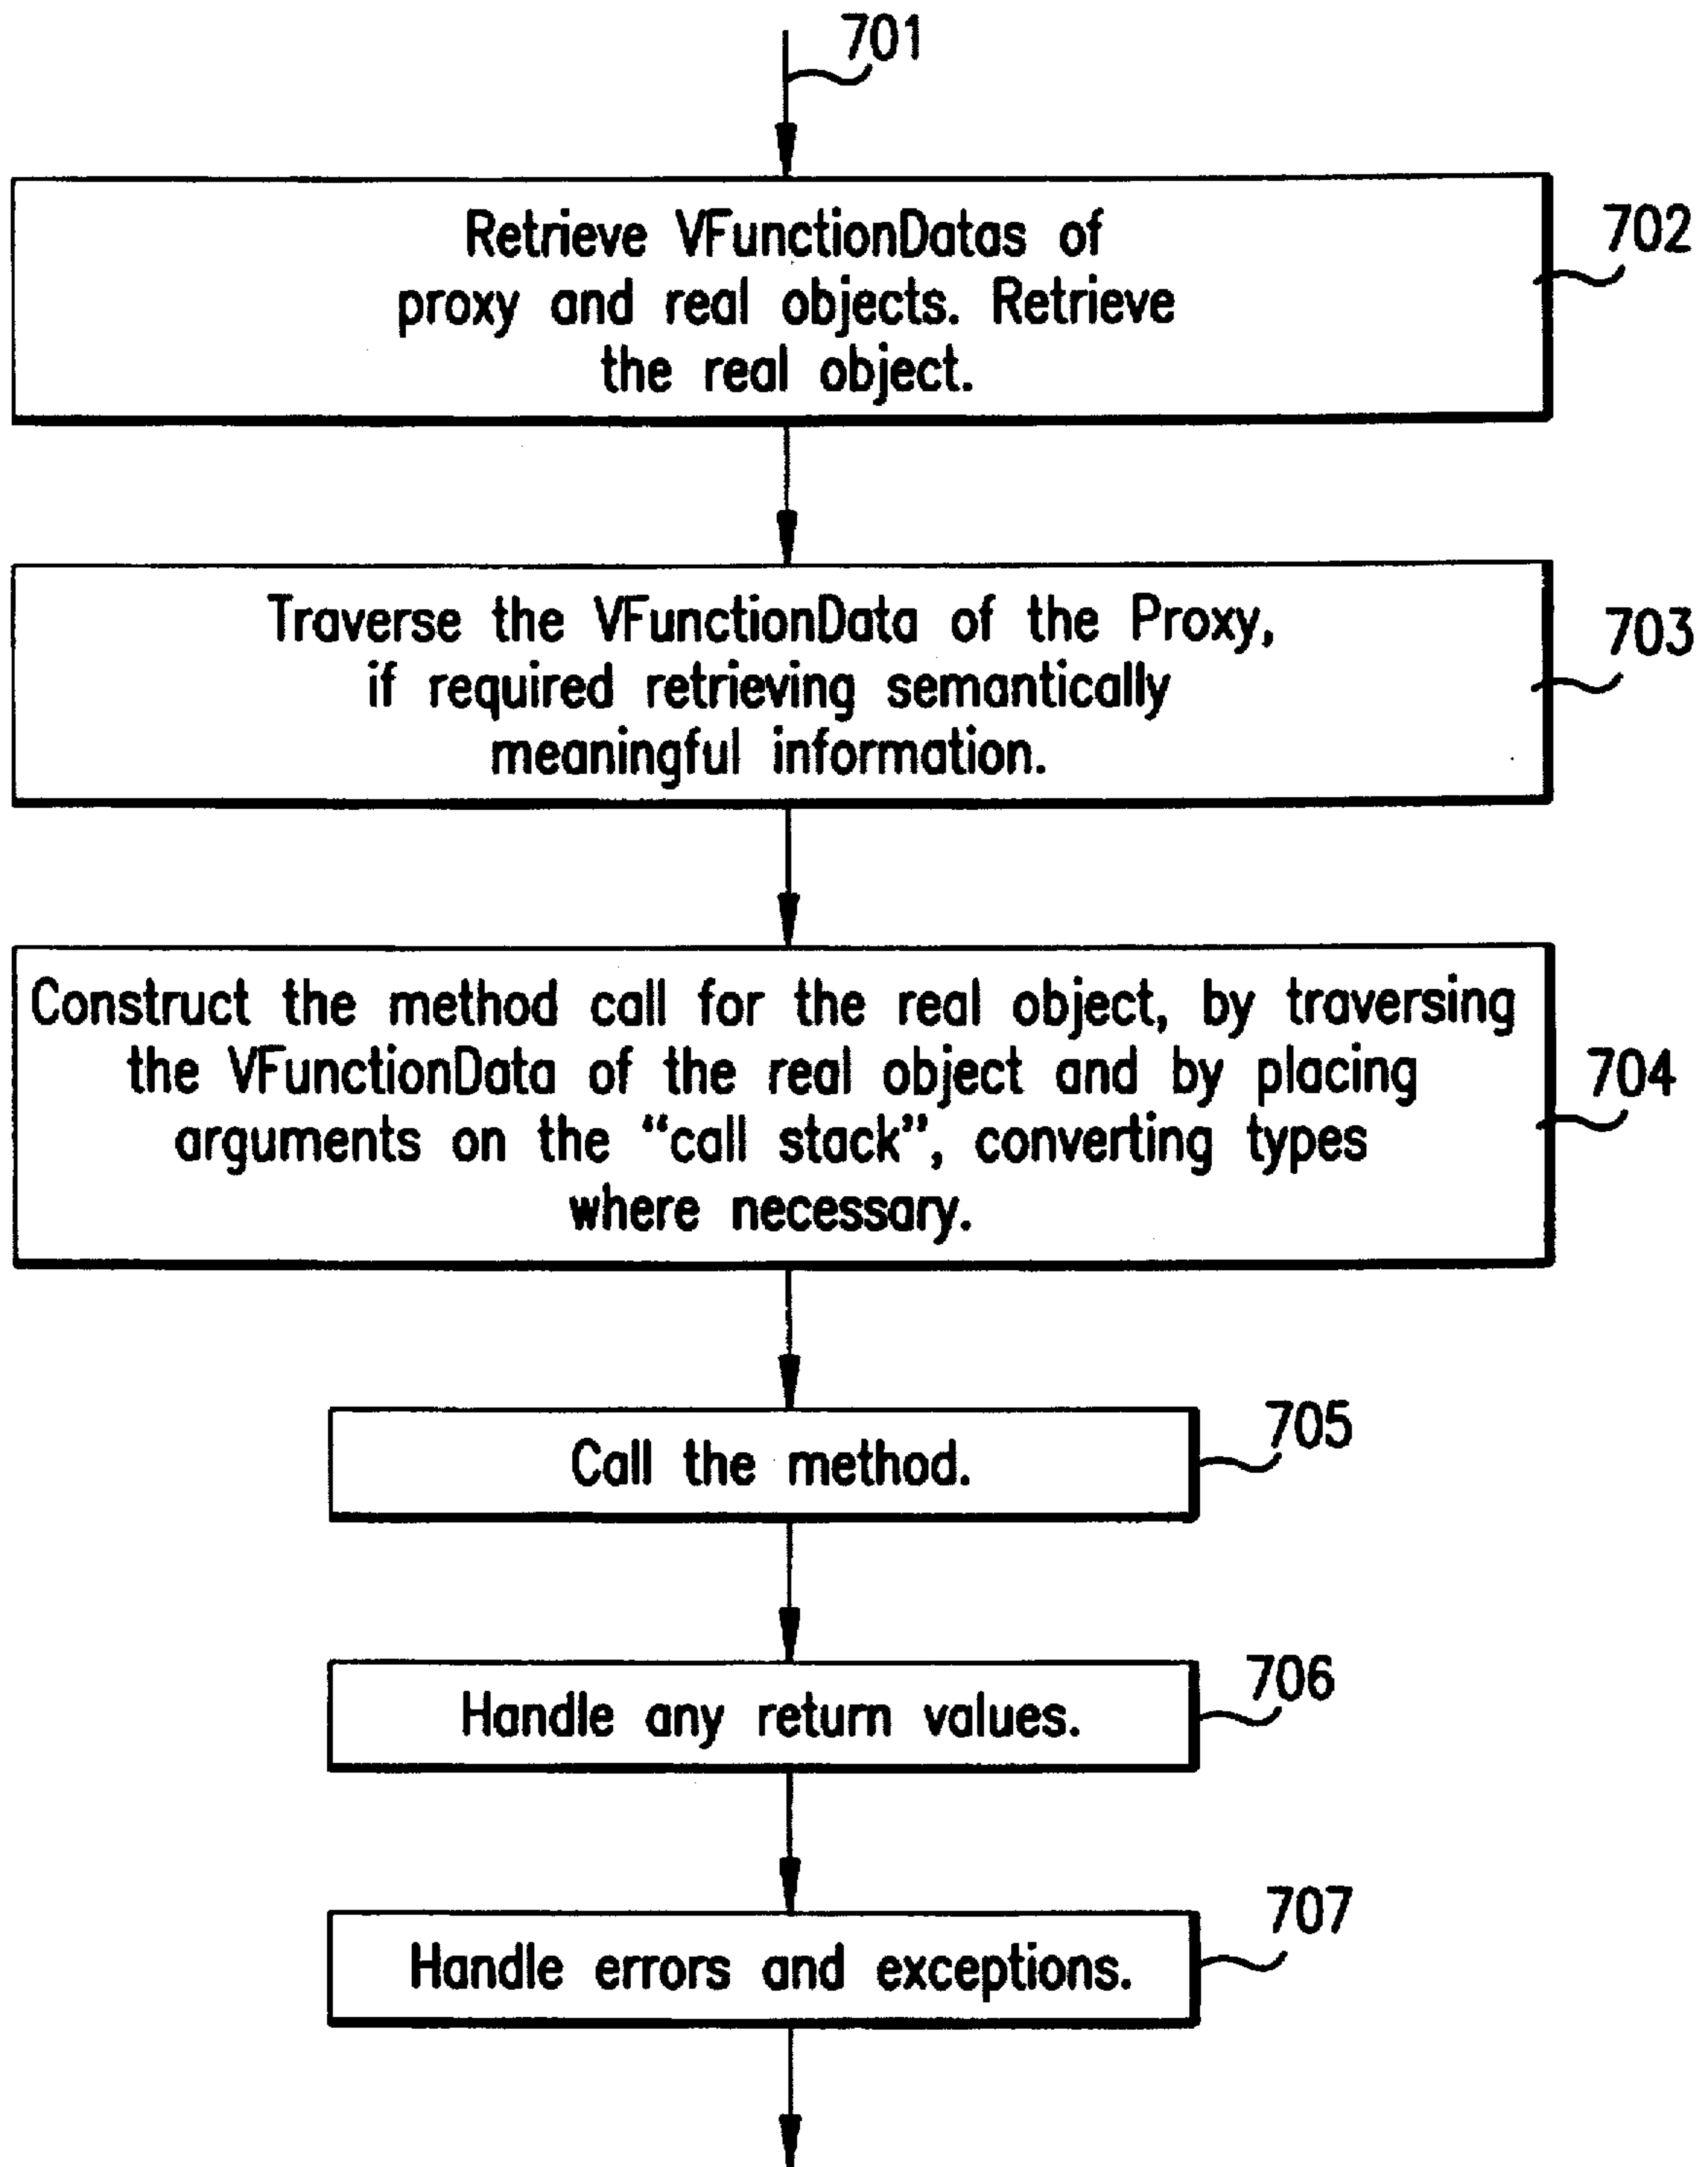 701
Retrieve VFunctionDatas of
proxy and real objects. Retrieve
the real object.
702
Traverse the VFunctionData of the Proxy,
if required retrieving semantically
meaningful information.
703
Construct the method call for the real object, by traversing
the VFunctionData of the real object and by placing
arguments on the “call stack”, converting types
where necessary.
704
Call the method.
705
Handle any return values.
706
Handle errors and exceptions.
707